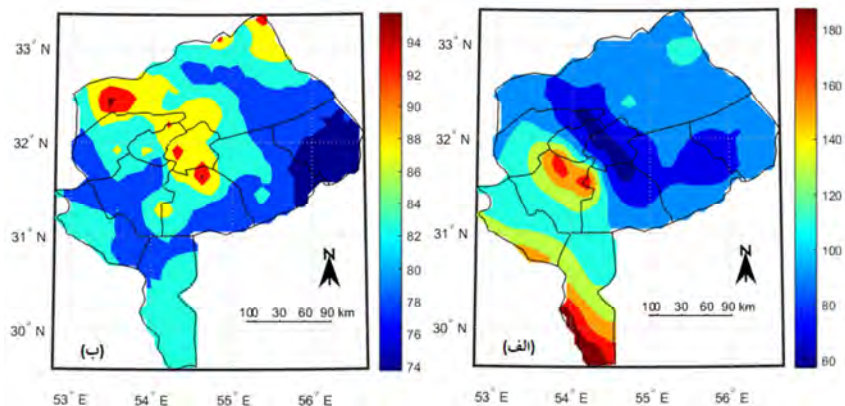 33° N
32° N
31° N
30° N
53° E
54° E
55° E
56° E
94
92
90
88
86
84
82
80
78
76
74
N
100 30 60 90 km
(ب)
33° N
32° N
31° N
30° N
53° E
54° E
55° E
56° E
180
160
140
120
100
80
60
N
100 30 60 90 km
(الف)